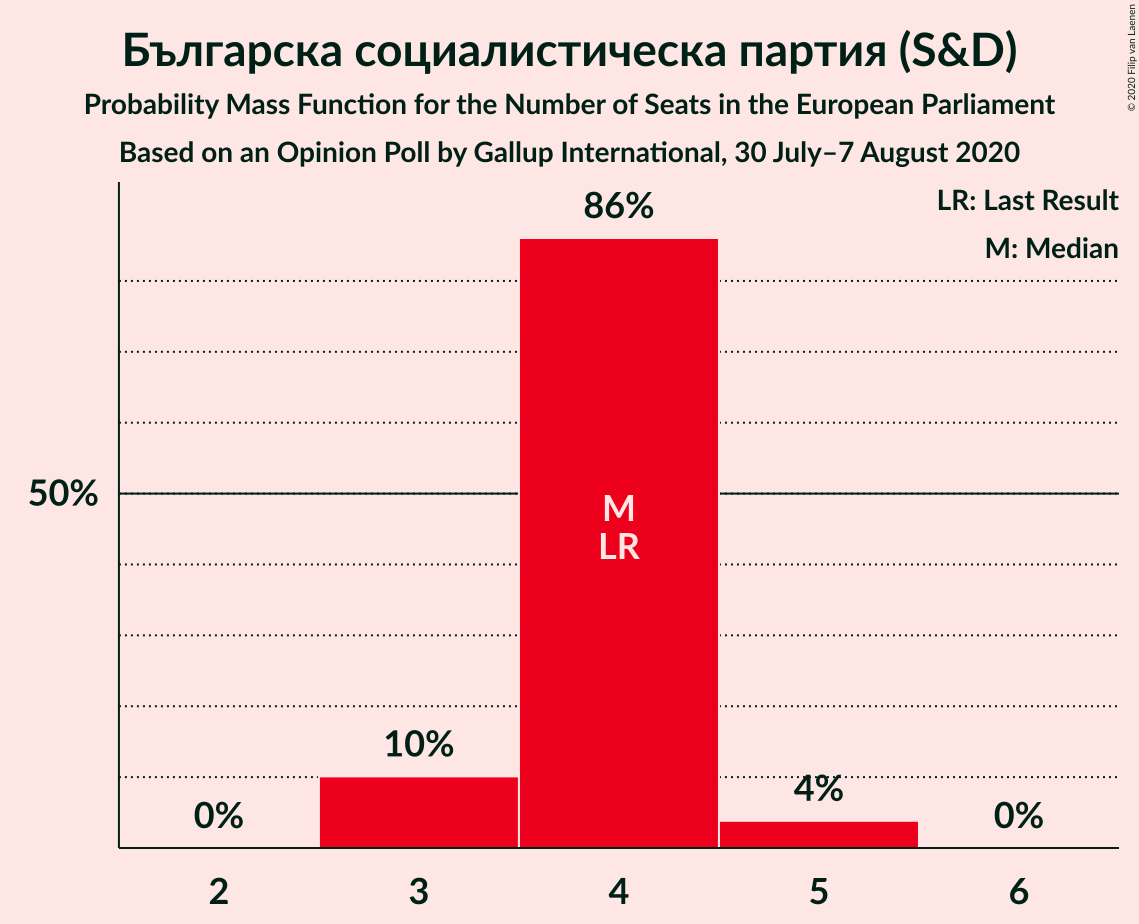 Българска социалистическа партия (S&D)
Probability Mass Function for the Number of Seats in the European Parliament
Based on an Opinion Poll by Gallup International, 30 July–7 August 2020
© 2020 Filip van Laenen
LR: Last Result
M: Median
86%
50%
M
LR
10%
4%
0%
0%
2
3
4
5
6